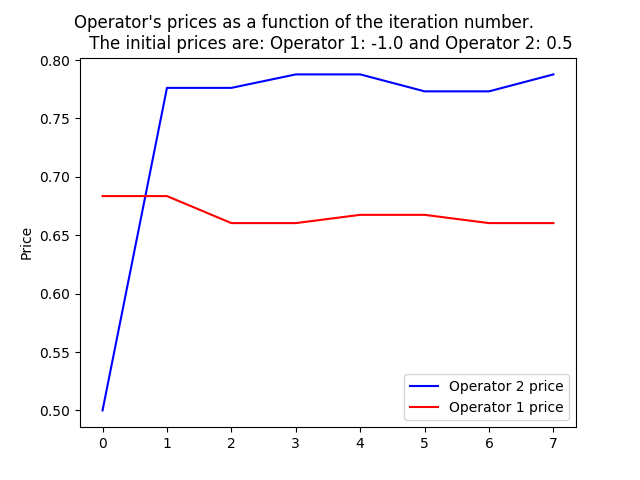 Operator's prices as a function of the iteration number.
The initial prices are: Operator 1: -1.0 and Operator 2: 0.5
0.80
0.75
0.70
0.65
0.60
0.55
0.50
Price
Operator 2 price
Operator 1 price
0 1 2 3 4 5 6 7